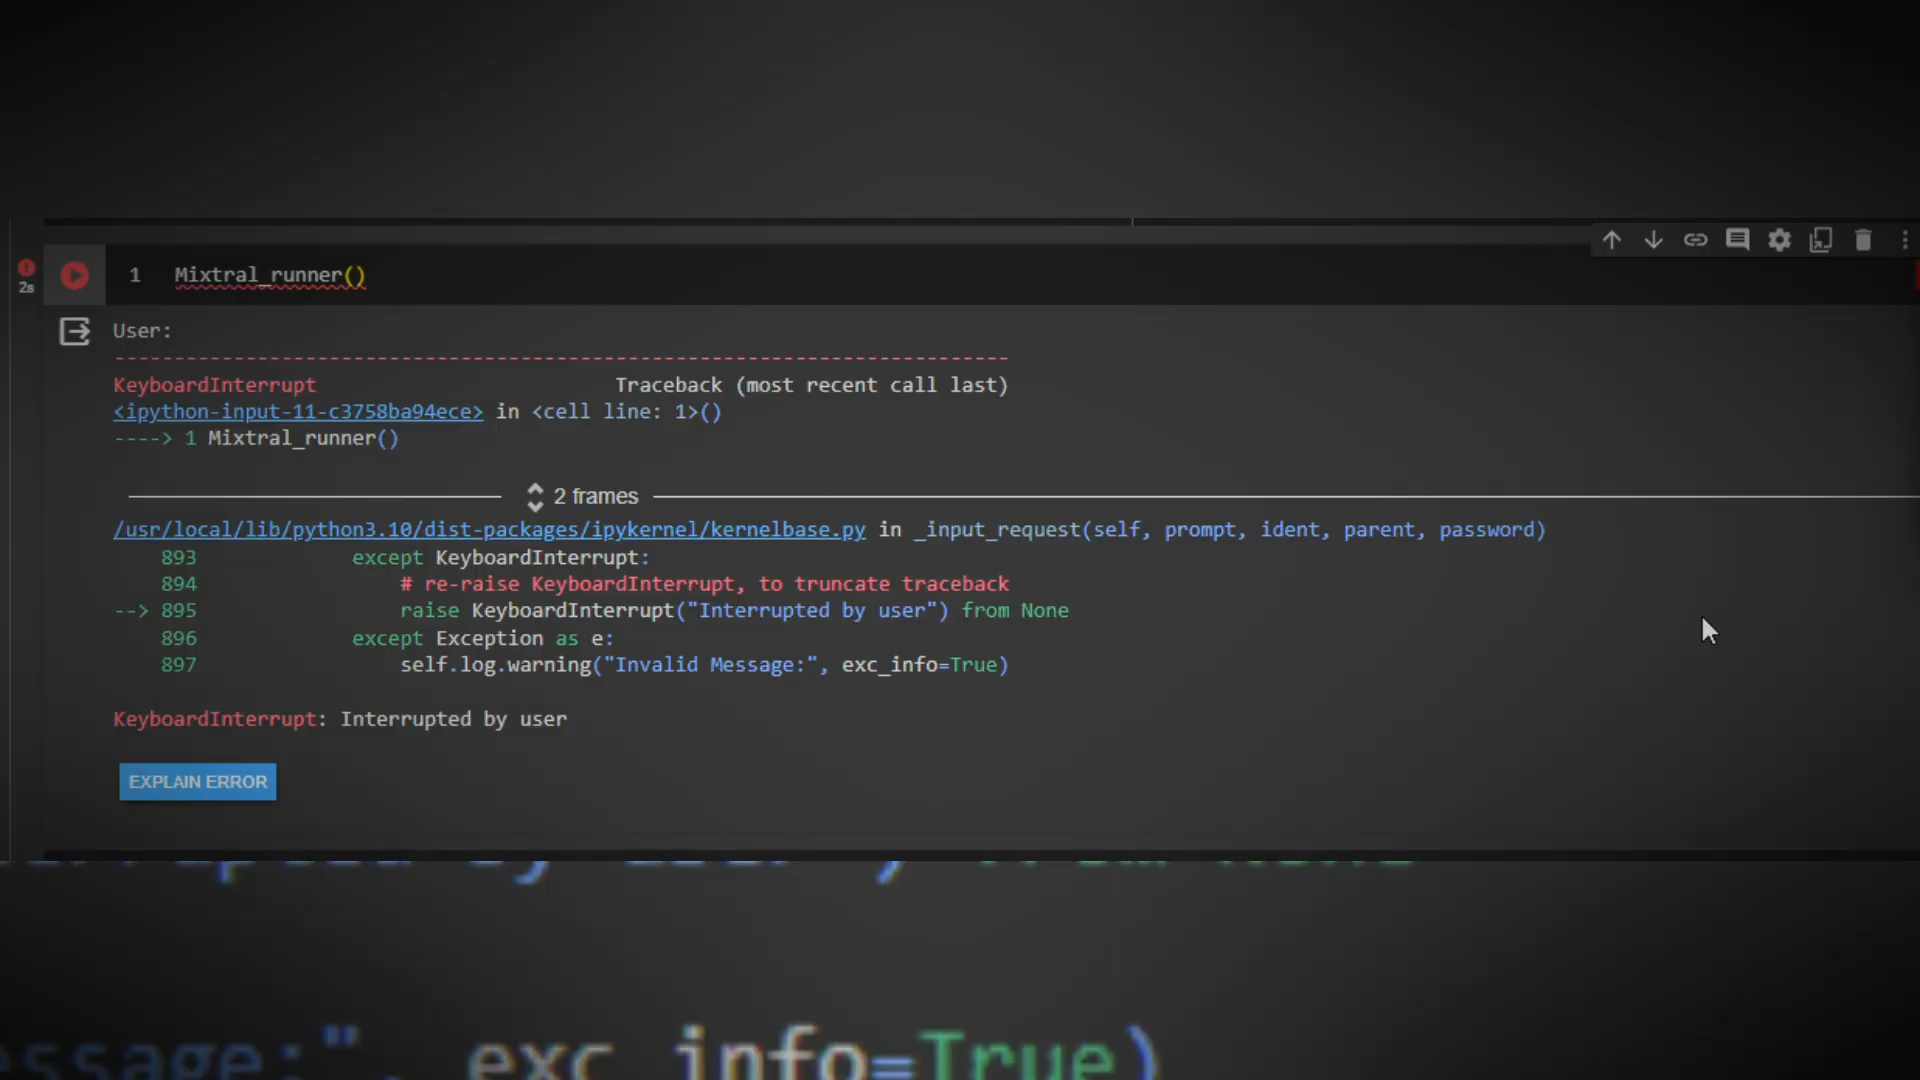 1 Mixtral_runner()
2s
User:
---------------------------------------------------------------------------
KeyboardInterrupt                         Traceback (most recent call last)
<ipython-input-11-c3758ba94ece> in <cell line: 1>()
----> 1 Mixtral_runner()
2 frames
/usr/local/lib/python3.10/dist-packages/ipykernel/kernelbase.py in _input_request(self, prompt, ident, parent, password)
    893             except KeyboardInterrupt:
    894                 # re-raise KeyboardInterrupt, to truncate traceback
--> 895                 raise KeyboardInterrupt("Interrupted by user") from None
    896             except Exception as e:
    897                 self.log.warning("Invalid Message:", exc_info=True)
KeyboardInterrupt: Interrupted by user
EXPLAIN ERROR
essage:", exc_info=True)